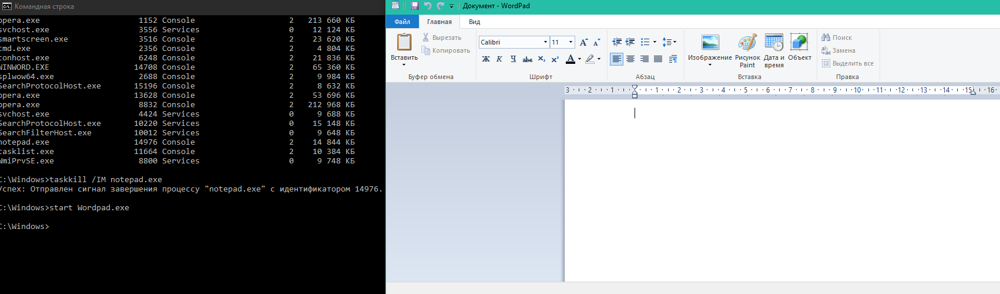 Командная строка
opera.exe 1152 Console 2 213 660 КБ
svchost.exe 3556 Services 0 12 124 КБ
smartscreen.exe 3516 Console 2 23 620 КБ
cmd.exe 2356 Console 2 4 804 КБ
conhost.exe 6248 Console 2 21 836 КБ
WINWORD.EXE 14708 Console 2 65 360 КБ
splwow64.exe 2688 Console 2 9 984 КБ
SearchProtocolHost.exe 15196 Console 2 8 632 КБ
opera.exe 13628 Console 2 53 696 КБ
opera.exe 8832 Console 2 212 968 КБ
svchost.exe 4424 Services 0 9 688 КБ
SearchProtocolHost.exe 10220 Services 0 15 148 КБ
SearchFilterHost.exe 10012 Services 0 9 648 КБ
notepad.exe 14976 Console 2 14 844 КБ
tasklist.exe 11664 Console 2 10 384 КБ
WmiPrvSE.exe 8800 Services 0 9 748 КБ
C:\Windows>taskkill /IM notepad.exe
Успех: Отправлен сигнал завершения процессу "notepad.exe" с идентификатором 14976.
C:\Windows>start Wordpad.exe
C:\Windows>
Документ - WordPad
Файл Главная Вид
Вставить
Вырезать
Копировать
Буфер обмена
Calibri 11
Ж К Ч abc X₂ X²  А
Шрифт
Абзац
Изображение
Рисунок Paint
Дата и время
Объект
Вставка
Поиск
Замена
Выделить все
Правка
3 2 1 1 2 3 4 5 6 7 8 9 10 11 12 13 14 15 16